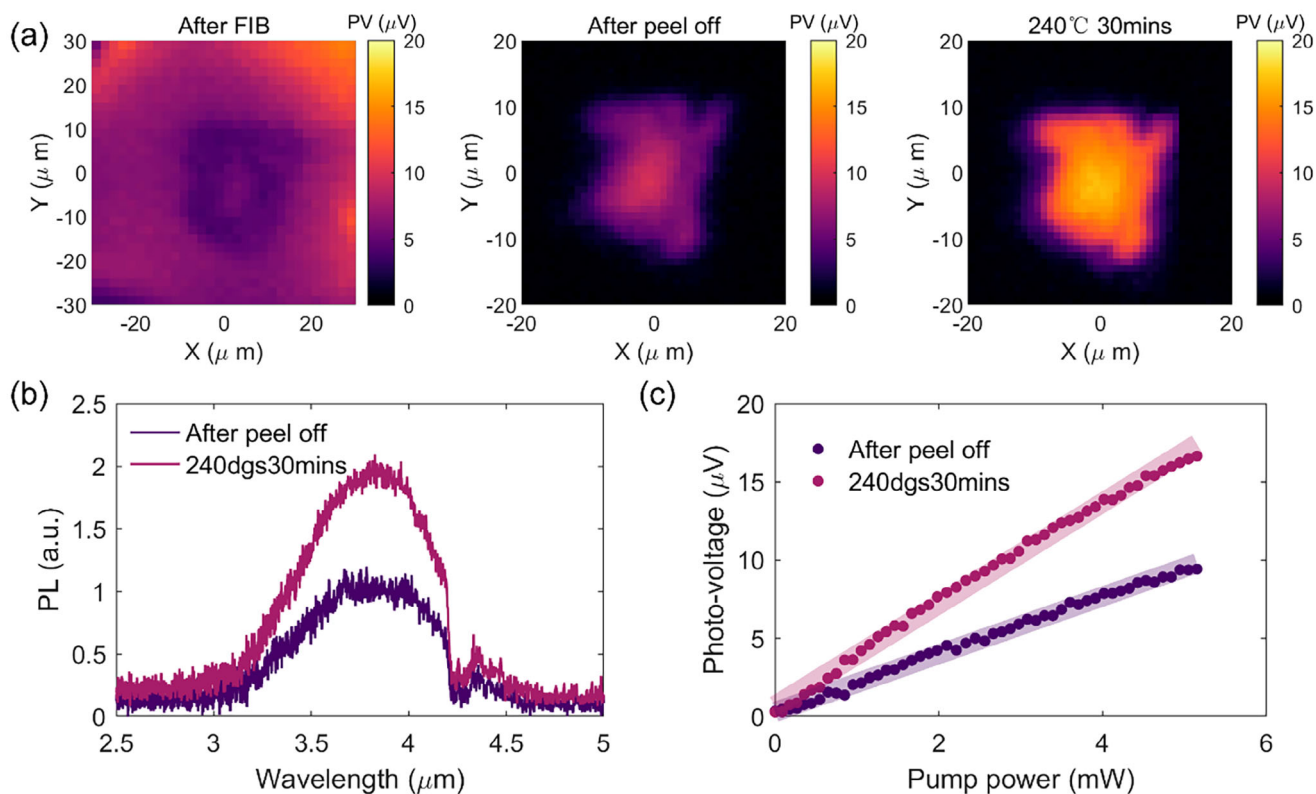 (a)
After FIB
PV (μV)
After peel off
PV (μV)
240℃ 30mins
PV (μV)
30
20
10
0
-10
-20
-30
Y (μ m)
-20
0
20
X (μ m)
20
15
10
5
0
20
10
0
-10
-20
Y (μ m)
-20
0
20
X (μ m)
20
15
10
5
0
20
10
0
-10
-20
Y (μ m)
-20
0
20
X (μ m)
20
15
10
5
0
(b)
2.5
2
1.5
1
0.5
0
PL (a.u.)
After peel off
240dgs30mins
2.5
3
3.5
4
4.5
5
Wavelength (μm)
(c)
20
15
10
5
0
Photo-voltage (μV)
After peel off
240dgs30mins
0
2
4
6
Pump power (mW)